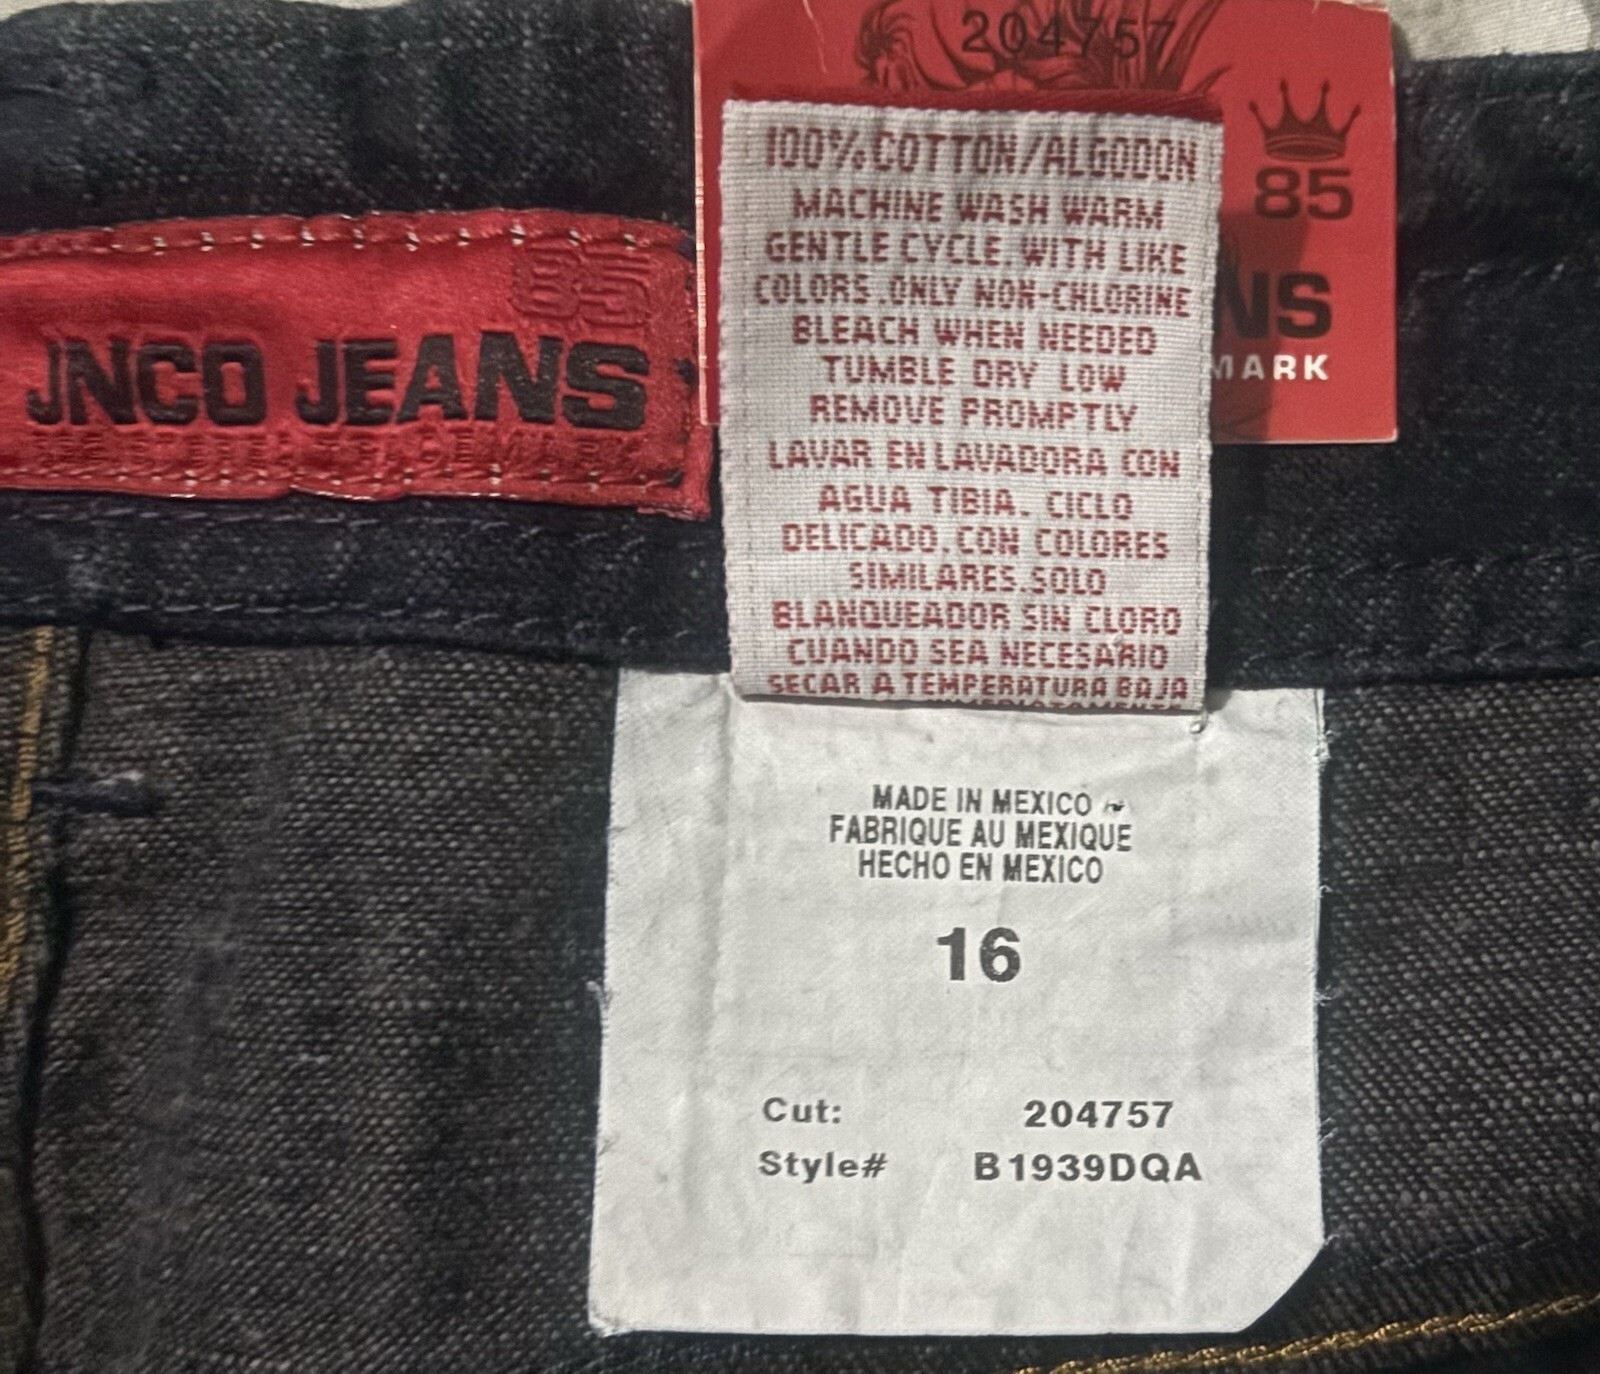 204757
85
NS
MARK
85
JNCO JEANS
100% COTTON/ALGODON
MACHINE WASH WARM
GENTLE CYCLE.WITH LIKE
COLORS.ONLY NON-CHLORINE
BLEACH WHEN NEEDED
TUMBLE DRY LOW
REMOVE PROMPTLY
LAVAR EN LAVADORA CON
AGUA TIBIA. CICLO
DELICADO.CON COLORES
SIMILARES.SOLO
BLANQUEADOR SIN CLORO
CUANDO SEA NECESARIO
SECAR A TEMPERATURA BAJA
MADE IN MEXICO
FABRIQUE AU MEXIQUE
HECHO EN MEXICO
16
Cut: 204757
Style# B1939DQA